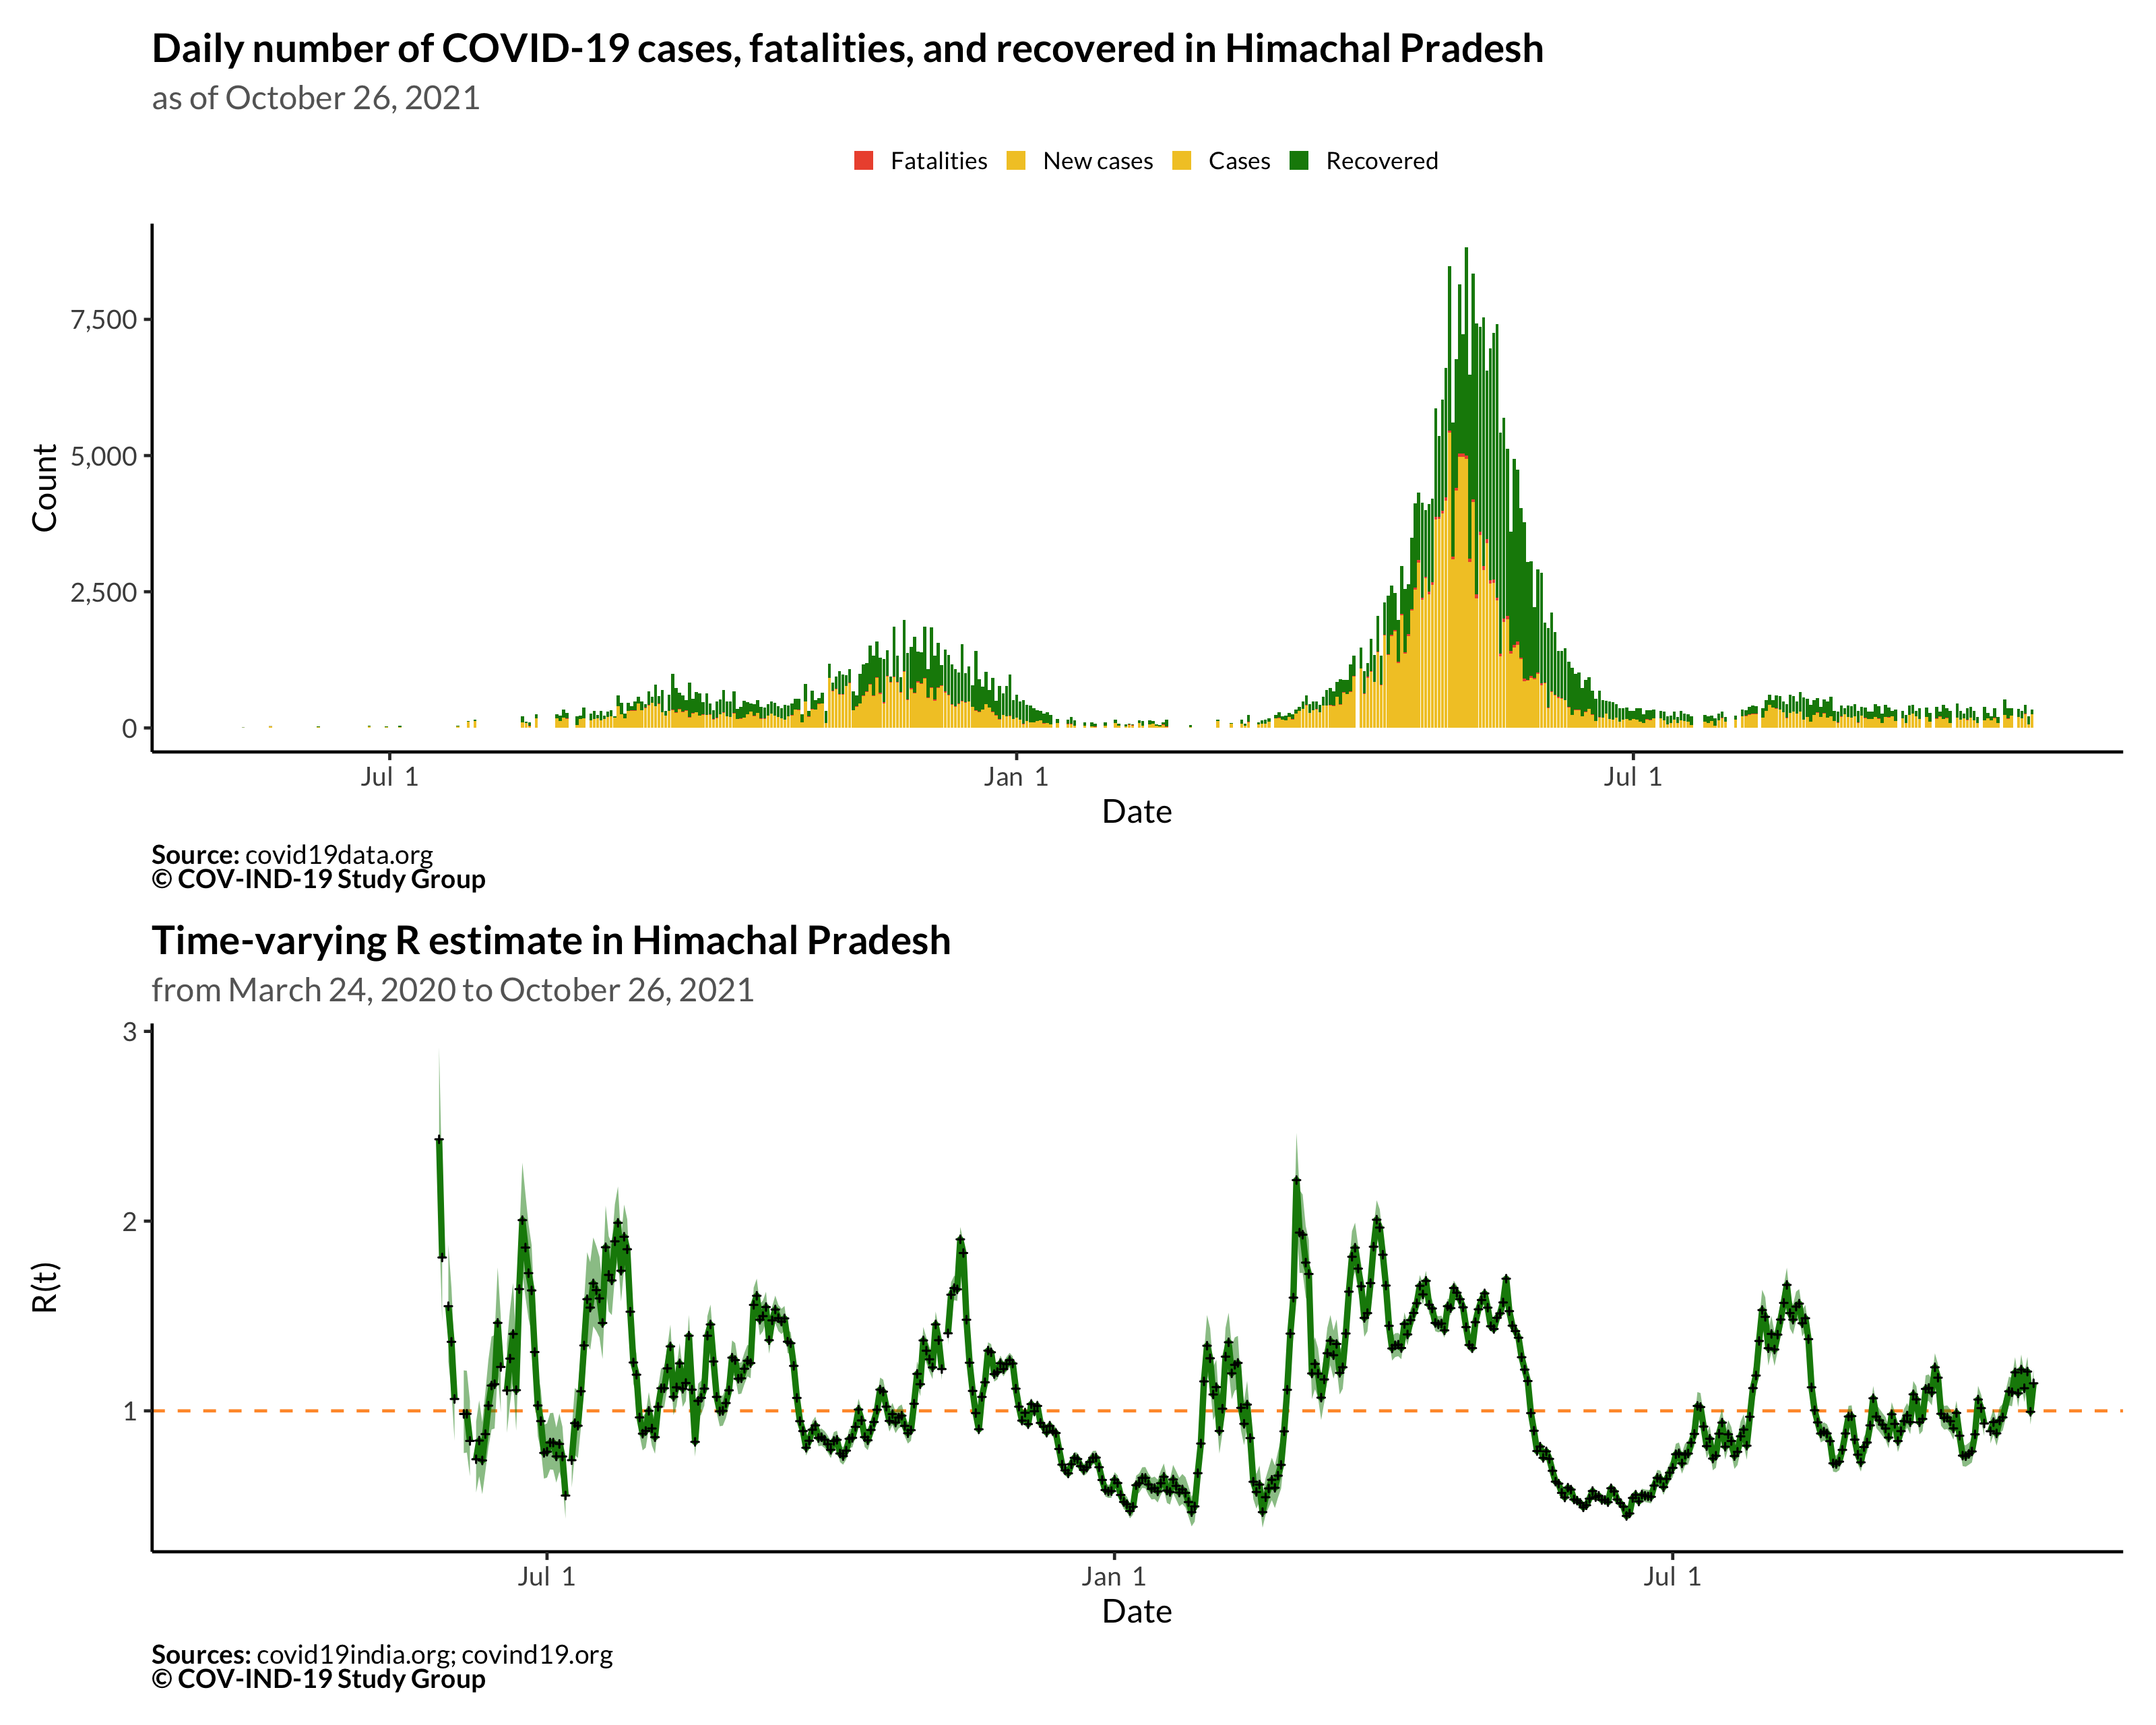 Daily number of COVID-19 cases, fatalities, and recovered in Himachal Pradesh
as of October 26, 2021
Fatalities New cases Cases Recovered
7,500
5,000
2,500
0
Count
Jul 1 Jan 1 Jul 1
Date
Source: covid19data.org
© COV-IND-19 Study Group
Time-varying R estimate in Himachal Pradesh
from March 24, 2020 to October 26, 2021
3
2
1
R(t)
Jul 1 Jan 1 Jul 1
Date
Sources: covid19india.org; covind19.org
© COV-IND-19 Study Group